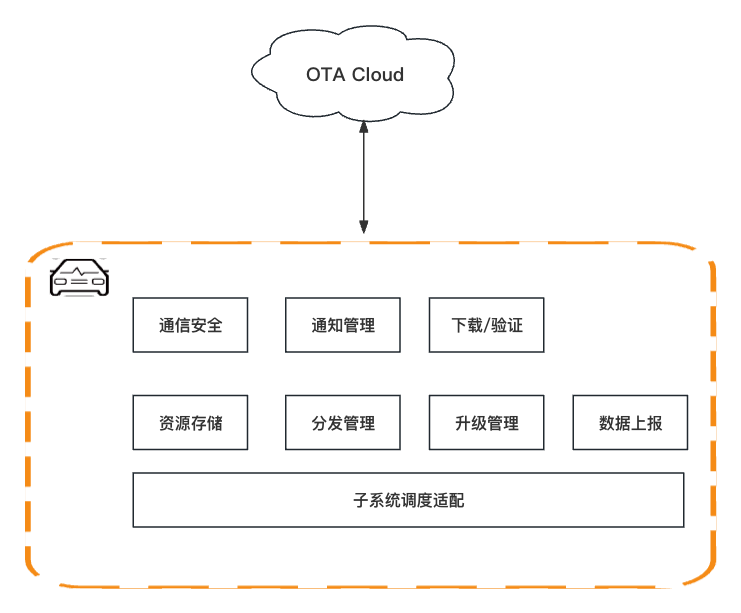 OTA Cloud
通信安全
通知管理
下载/验证
资源存储
分发管理
升级管理
数据上报
子系统调度适配